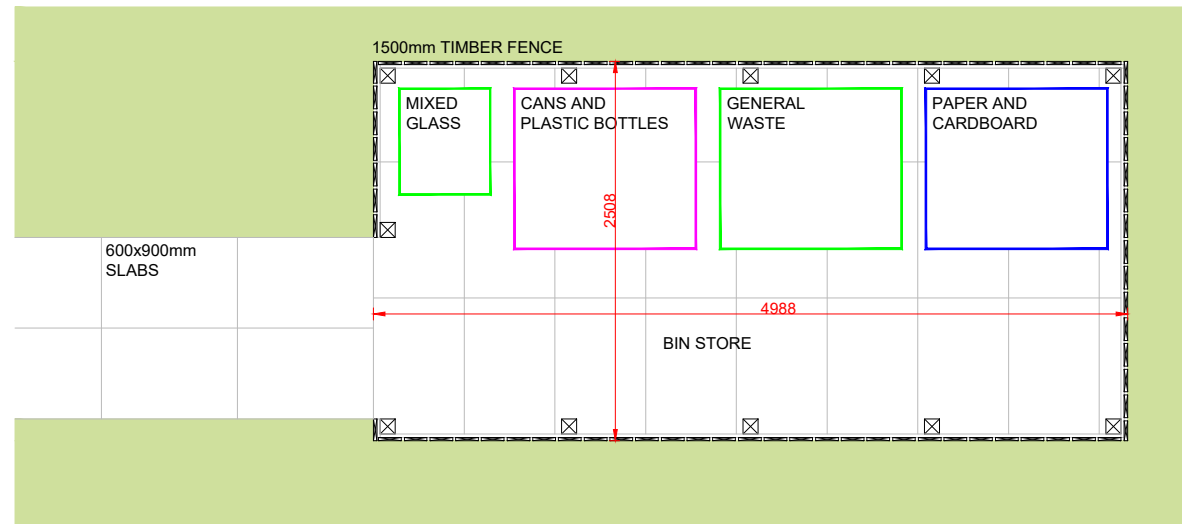 1500mm TIMBER FENCE
MIXED
GLASS
CANS AND
PLASTIC BOTTLES
GENERAL
WASTE
PAPER AND
CARDBOARD
2508
600x900mm
SLABS
4988
BIN STORE